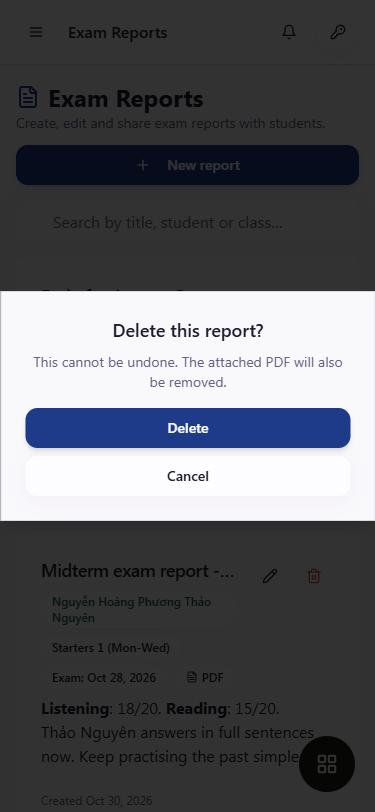 Exam Reports
Exam Reports
Create, edit and share exam reports with students.
New report
Search by title, student or class...
Delete this report?
This cannot be undone. The attached PDF will also
be removed.
Delete
Cancel
Midterm exam report -...
Nguyễn Hoàng Phương Thảo
Nguyên
Starters 1 (Mon-Wed)
Exam: Oct 28, 2026 PDF
Listening: 18/20. Reading: 15/20.
Thảo Nguyên answers in full sentences
now. Keep practising the past simple
Created Oct 30, 2026